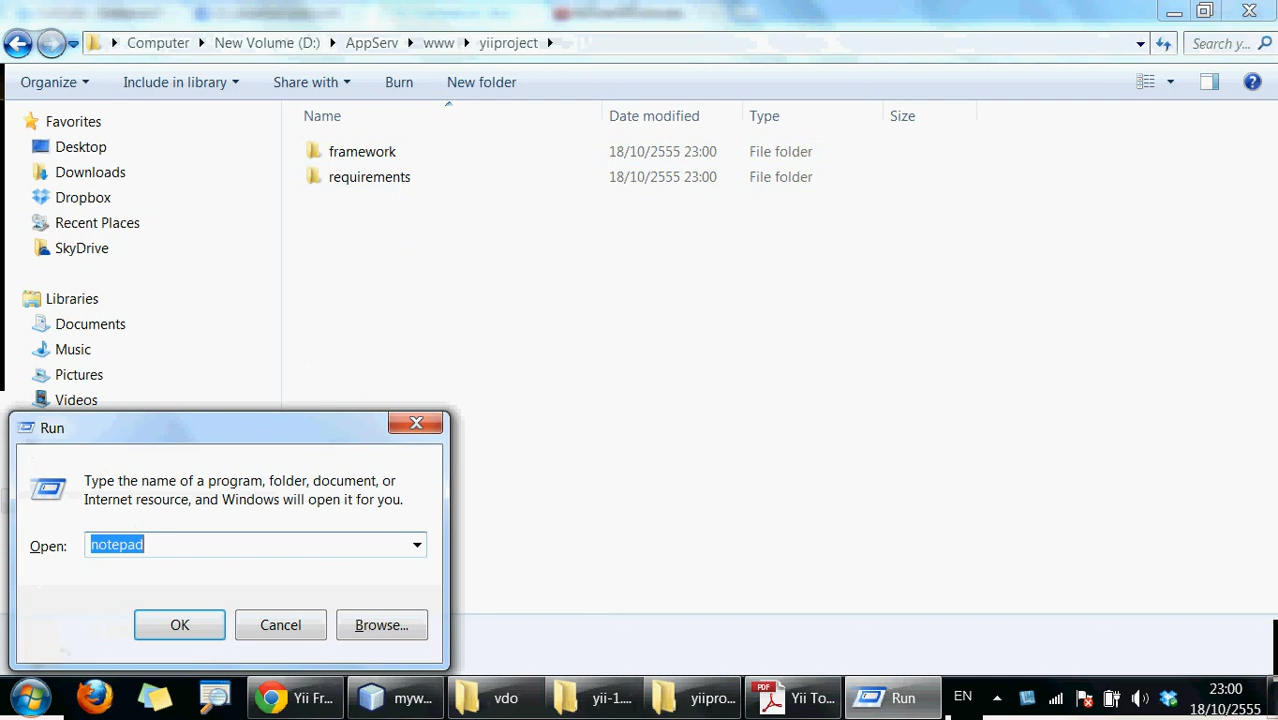 Computer New Volume (D:) AppServ www yiiproject
Search y...
Organize Include in library Share with Burn New folder
Name Date modified Type Size
Favorites
Desktop
Downloads
Dropbox
Recent Places
SkyDrive
Libraries
Documents
Music
Pictures
Videos
framework 18/10/2555 23:00 File folder
requirements 18/10/2555 23:00 File folder
Run
Type the name of a program, folder, document, or
Internet resource, and Windows will open it for you.
Open: notepad
OK Cancel Browse...
Yii Fr... myw... vdo yii-1.... yiipro... PDF Yii To... Run EN 23:00
18/10/2555